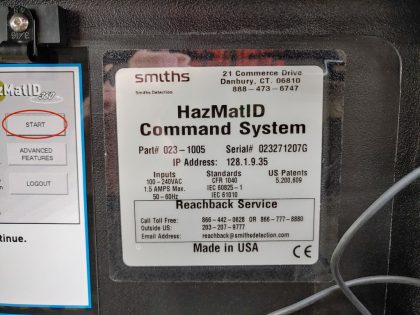 smiths
Smiths Detection
21 Commerce Drive
Danbury, CT. 06810
888-473-6747
HazMatID
Command System
Part# 023-1005 Serial# 023271207G
IP Address: 128.1.9.35
Inputs
100-240VAC
1.5 AMPS Max.
50-60Hz
Standards
CFR 1040
IEC 60825-1
IEC 61010
US Patents
5,200,609
Reachback Service
Call Toll Free: 866-442-0628 OR 866-777-8880
Outside US: 203-207-9777
Email Address: reachback@smithsdetection.com
Made in USA CE
zMatID 360
START
ADVANCED
FEATURES
LOGOUT
ntinue.